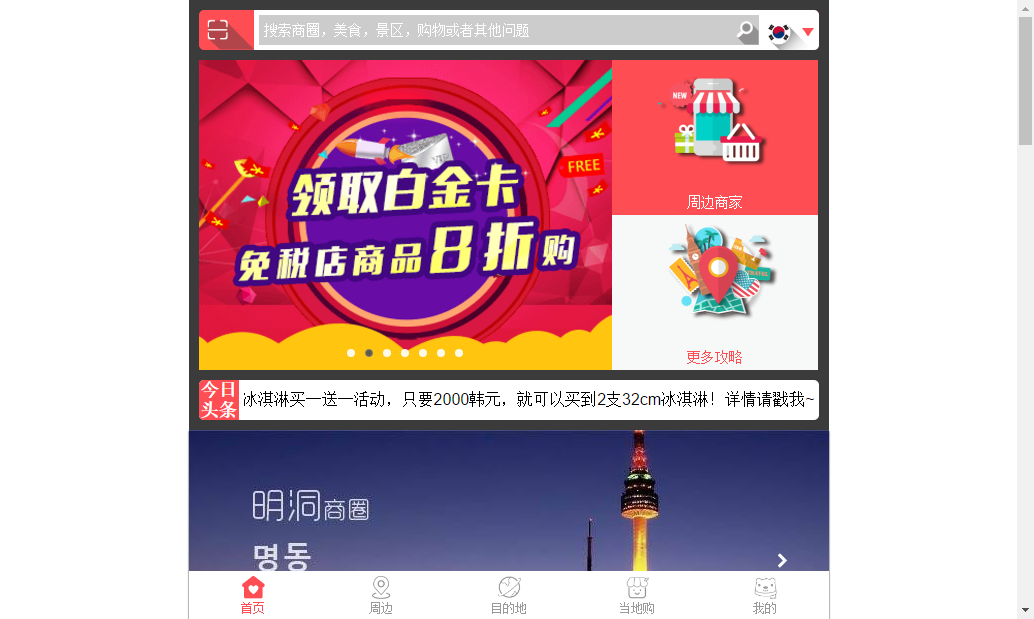 搜索商圈，美食，景区，购物或者其他问题
NEW
FREE
VIP
领取白金卡
免税店商品8折购
周边商家
更多攻略
今日
头条
冰淇淋买一送一活动，只要2000韩元，就可以买到2支32cm冰淇淋！详情请戳我~
明洞商圈
명동
首页
周边
目的地
当地购
我的